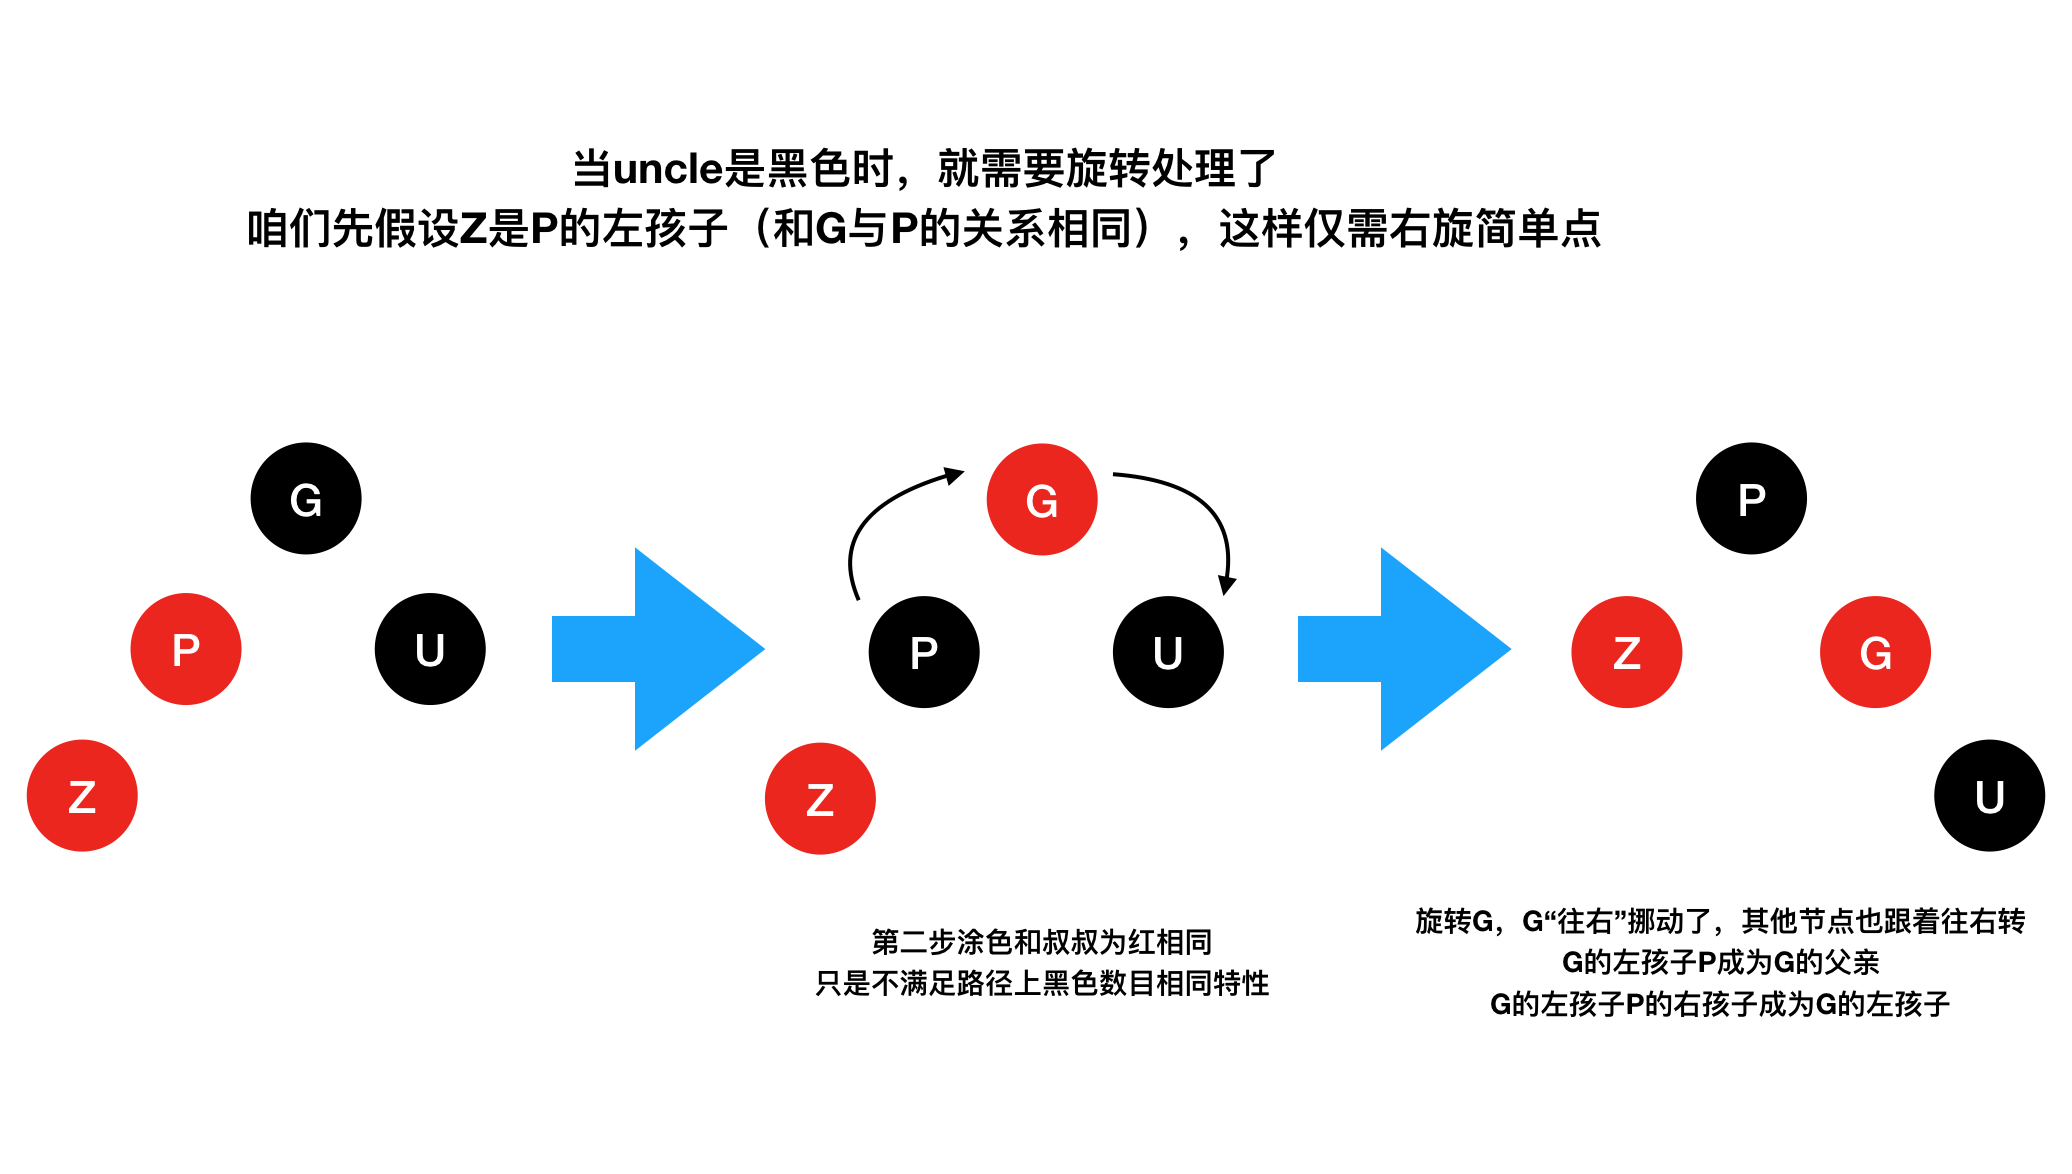 当uncle是黑色时，就需要旋转处理了
咱们先假设Z是P的左孩子（和G与P的关系相同），这样仅需右旋简单点
G
P
U
Z
G
P
U
Z
P
Z
G
U
第二步涂色和叔叔为红相同
只是不满足路径上黑色数目相同特性
旋转G，G“往右”挪动了，其他节点也跟着往右转
G的左孩子P成为G的父亲
G的左孩子P的右孩子成为G的左孩子